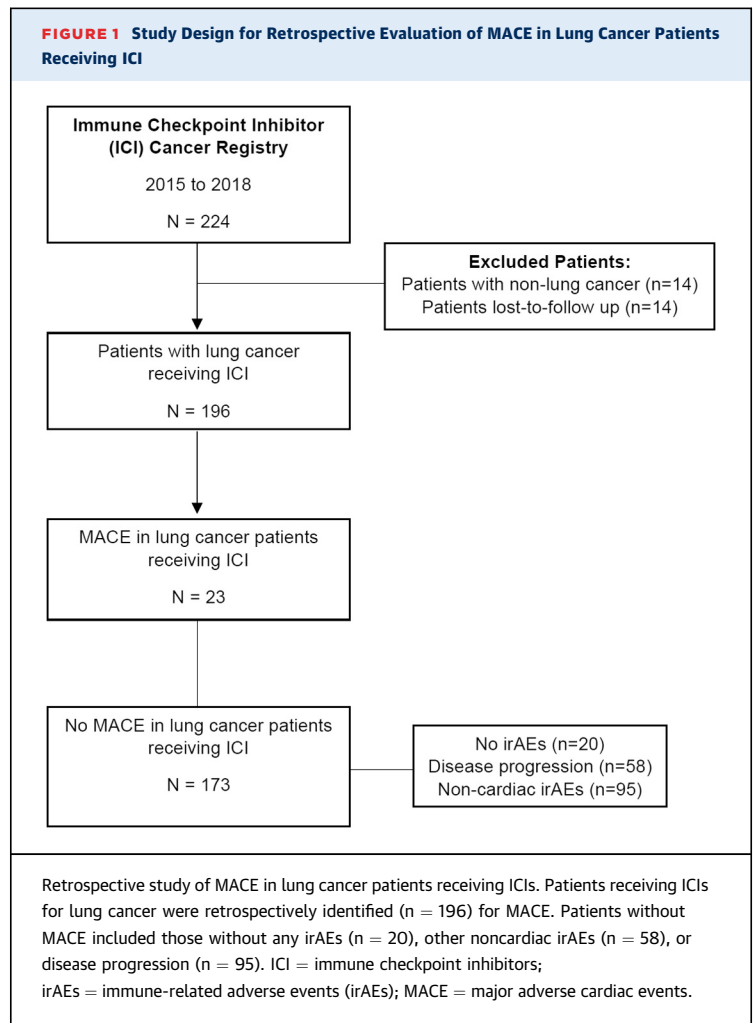 FIGURE 1 Study Design for Retrospective Evaluation of MACE in Lung Cancer Patients
Receiving ICI
Immune Checkpoint Inhibitor
(ICI) Cancer Registry
2015 to 2018
N = 224
Excluded Patients:
Patients with non-lung cancer (n=14)
Patients lost-to-follow up (n=14)
Patients with lung cancer
receiving ICI
N = 196
MACE in lung cancer patients
receiving ICI
N = 23
No MACE in lung cancer patients
receiving ICI
N = 173
No irAEs (n=20)
Disease progression (n=58)
Non-cardiac irAEs (n=95)
Retrospective study of MACE in lung cancer patients receiving ICIs. Patients receiving ICIs
for lung cancer were retrospectively identified (n = 196) for MACE. Patients without
MACE included those without any irAEs (n = 20), other noncardiac irAEs (n = 58), or
disease progression (n = 95). ICI = immune checkpoint inhibitors;
irAEs = immune-related adverse events (irAEs); MACE = major adverse cardiac events.